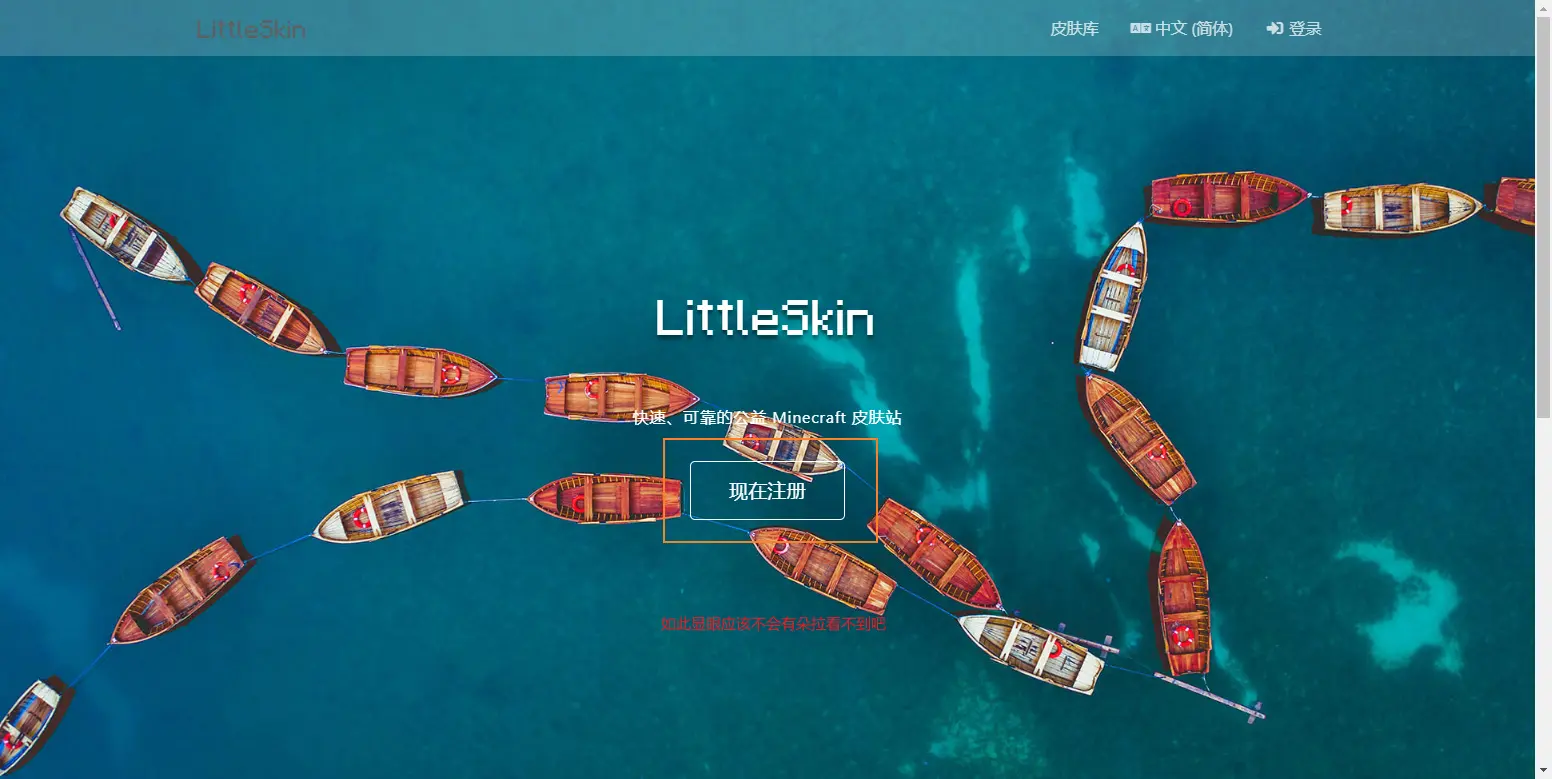 LittleSkin
皮肤库
中文 (简体)
登录
LittleSkin
快速、可靠的公益 Minecraft 皮肤站
现在注册
如此显眼应该不会有朵拉看不到吧